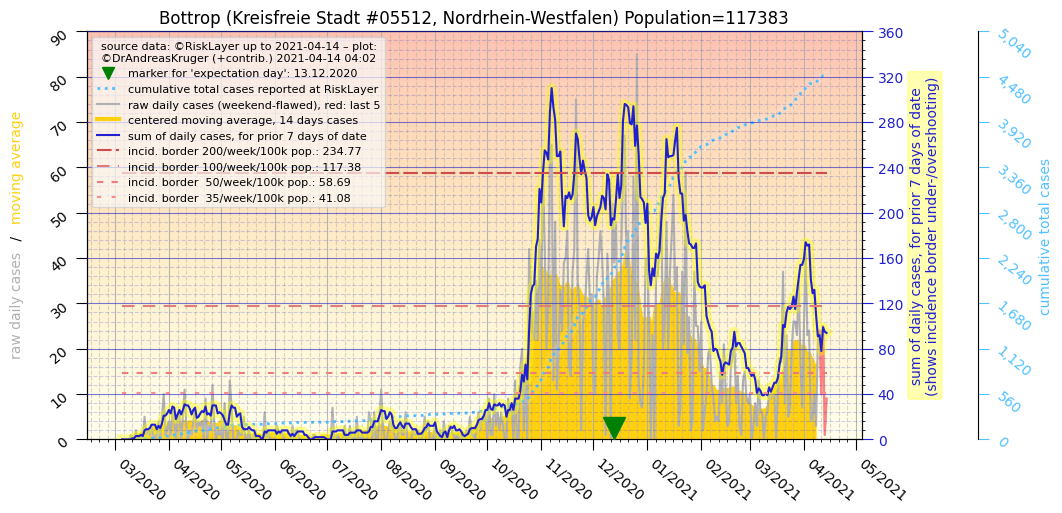 Bottrop (Kreisfreie Stadt #05512, Nordrhein-Westfalen) Population=117383
source data: ©RiskLayer up to 2021-04-14 – plot:
©DrAndreasKruger (+contrib.) 2021-04-14 04:02
marker for 'expectation day': 13.12.2020
cumulative total cases reported at RiskLayer
raw daily cases (weekend-flawed), red: last 5
centered moving average, 14 days cases
sum of daily cases, for prior 7 days of date
incid. border 200/week/100k pop.: 234.77
incid. border 100/week/100k pop.: 117.38
incid. border  50/week/100k pop.: 58.69
incid. border  35/week/100k pop.: 41.08
raw daily cases / moving average
90
80
70
60
50
40
30
20
10
0
03/2020
04/2020
05/2020
06/2020
07/2020
08/2020
09/2020
10/2020
11/2020
12/2020
01/2021
02/2021
03/2021
04/2021
05/2021
360
320
280
240
200
160
120
80
40
0
sum of daily cases, for prior 7 days of date
(shows incidence border under-/overshooting)
5,040
4,480
3,920
3,360
2,800
2,240
1,680
1,120
560
0
cumulative total cases